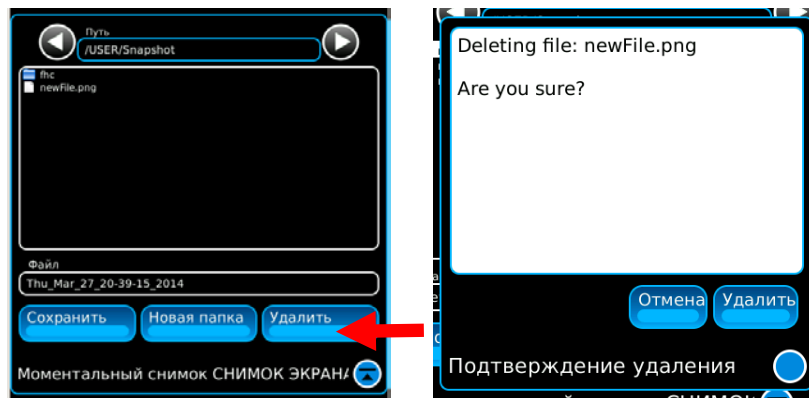 Путь
/USER/Snapshot
fhc
newFile.png
Файл
Thu_Mar_27_20-39-15_2014
Сохранить
Новая папка
Удалить
Моментальный снимок СНИМОК ЭКРАНА
Deleting file: newFile.png
Are you sure?
Отмена
Удалить
Подтверждение удаления